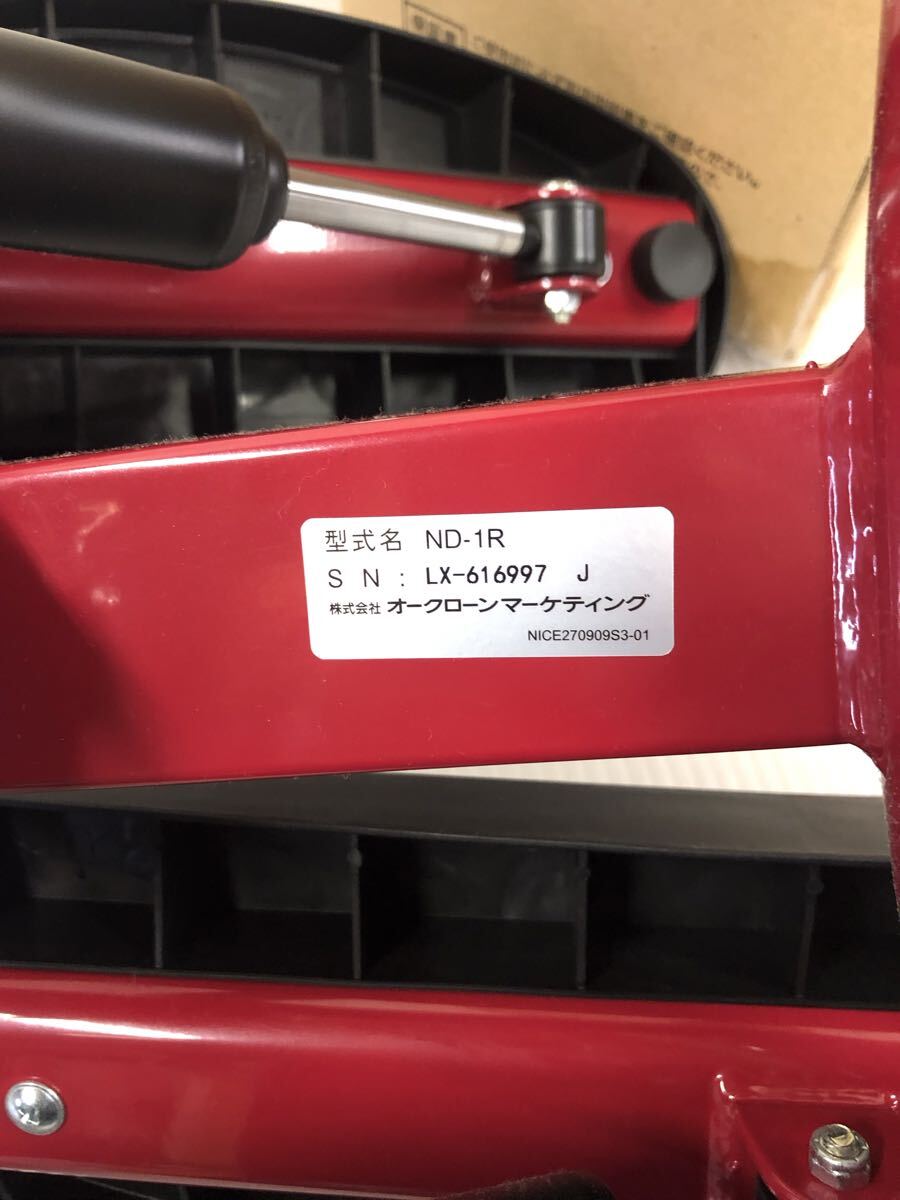 型式名 ND-1R
S N : LX-616997 J
株式会社 オークローンマーケティング
NICE270909S3-01